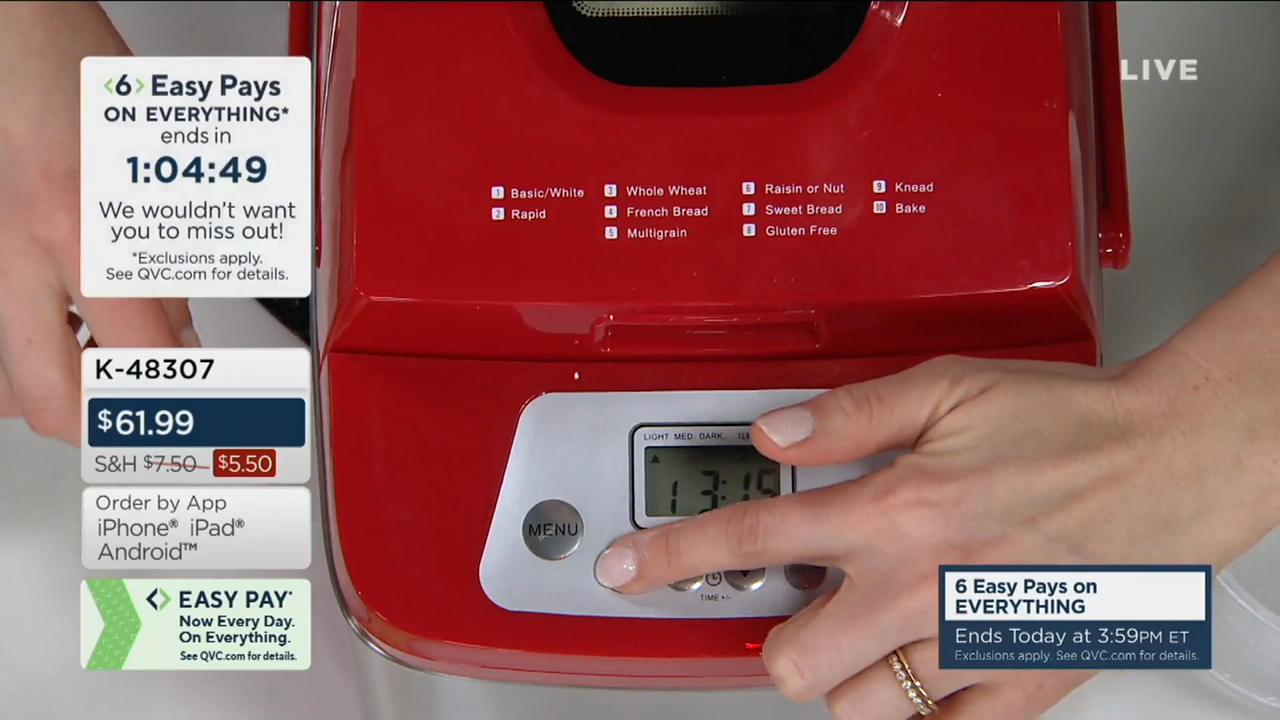 <6> Easy Pays
ON EVERYTHING*
ends in
1:04:49
We wouldn't want
you to miss out!
*Exclusions apply.
See QVC.com for details.
K-48307
$61.99
S&H $7.50 $5.50
Order by App
iPhone® iPad®
Android™
EASY PAY*
Now Every Day.
On Everything.
See QVC.com for details.
LIVE
1 Basic/White
2 Rapid
3 Whole Wheat
4 French Bread
5 Multigrain
6 Raisin or Nut
7 Sweet Bread
8 Gluten Free
9 Knead
10 Bake
LIGHT MED. DARK.
1 3:15
MENU
TIME +/-
6 Easy Pays on
EVERYTHING
Ends Today at 3:59PM ET
Exclusions apply. See QVC.com for details.